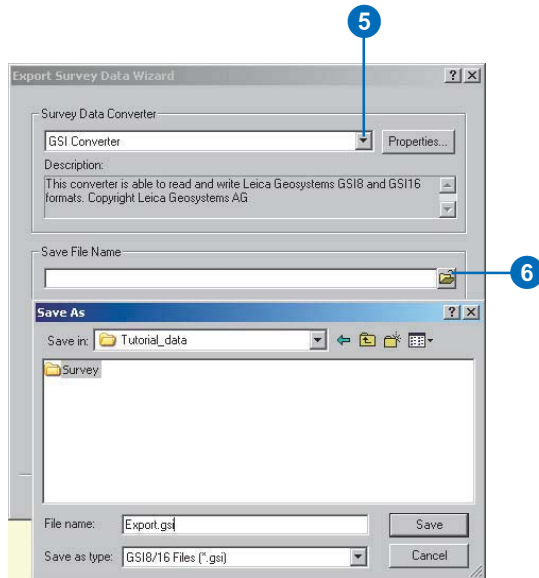 5
Export Survey Data Wizard
Survey Data Converter
GSI Converter
Properties...
Description:
This converter is able to read and write Leica Geosystems GSI8 and GSI16
formats. Copyright Leica Geosystems AG
Save File Name
6
Save As
Save in: Tutorial_data
Survey
File name: Export.gsi
Save
Save as type: GSI8/16 Files (*.gsi)
Cancel